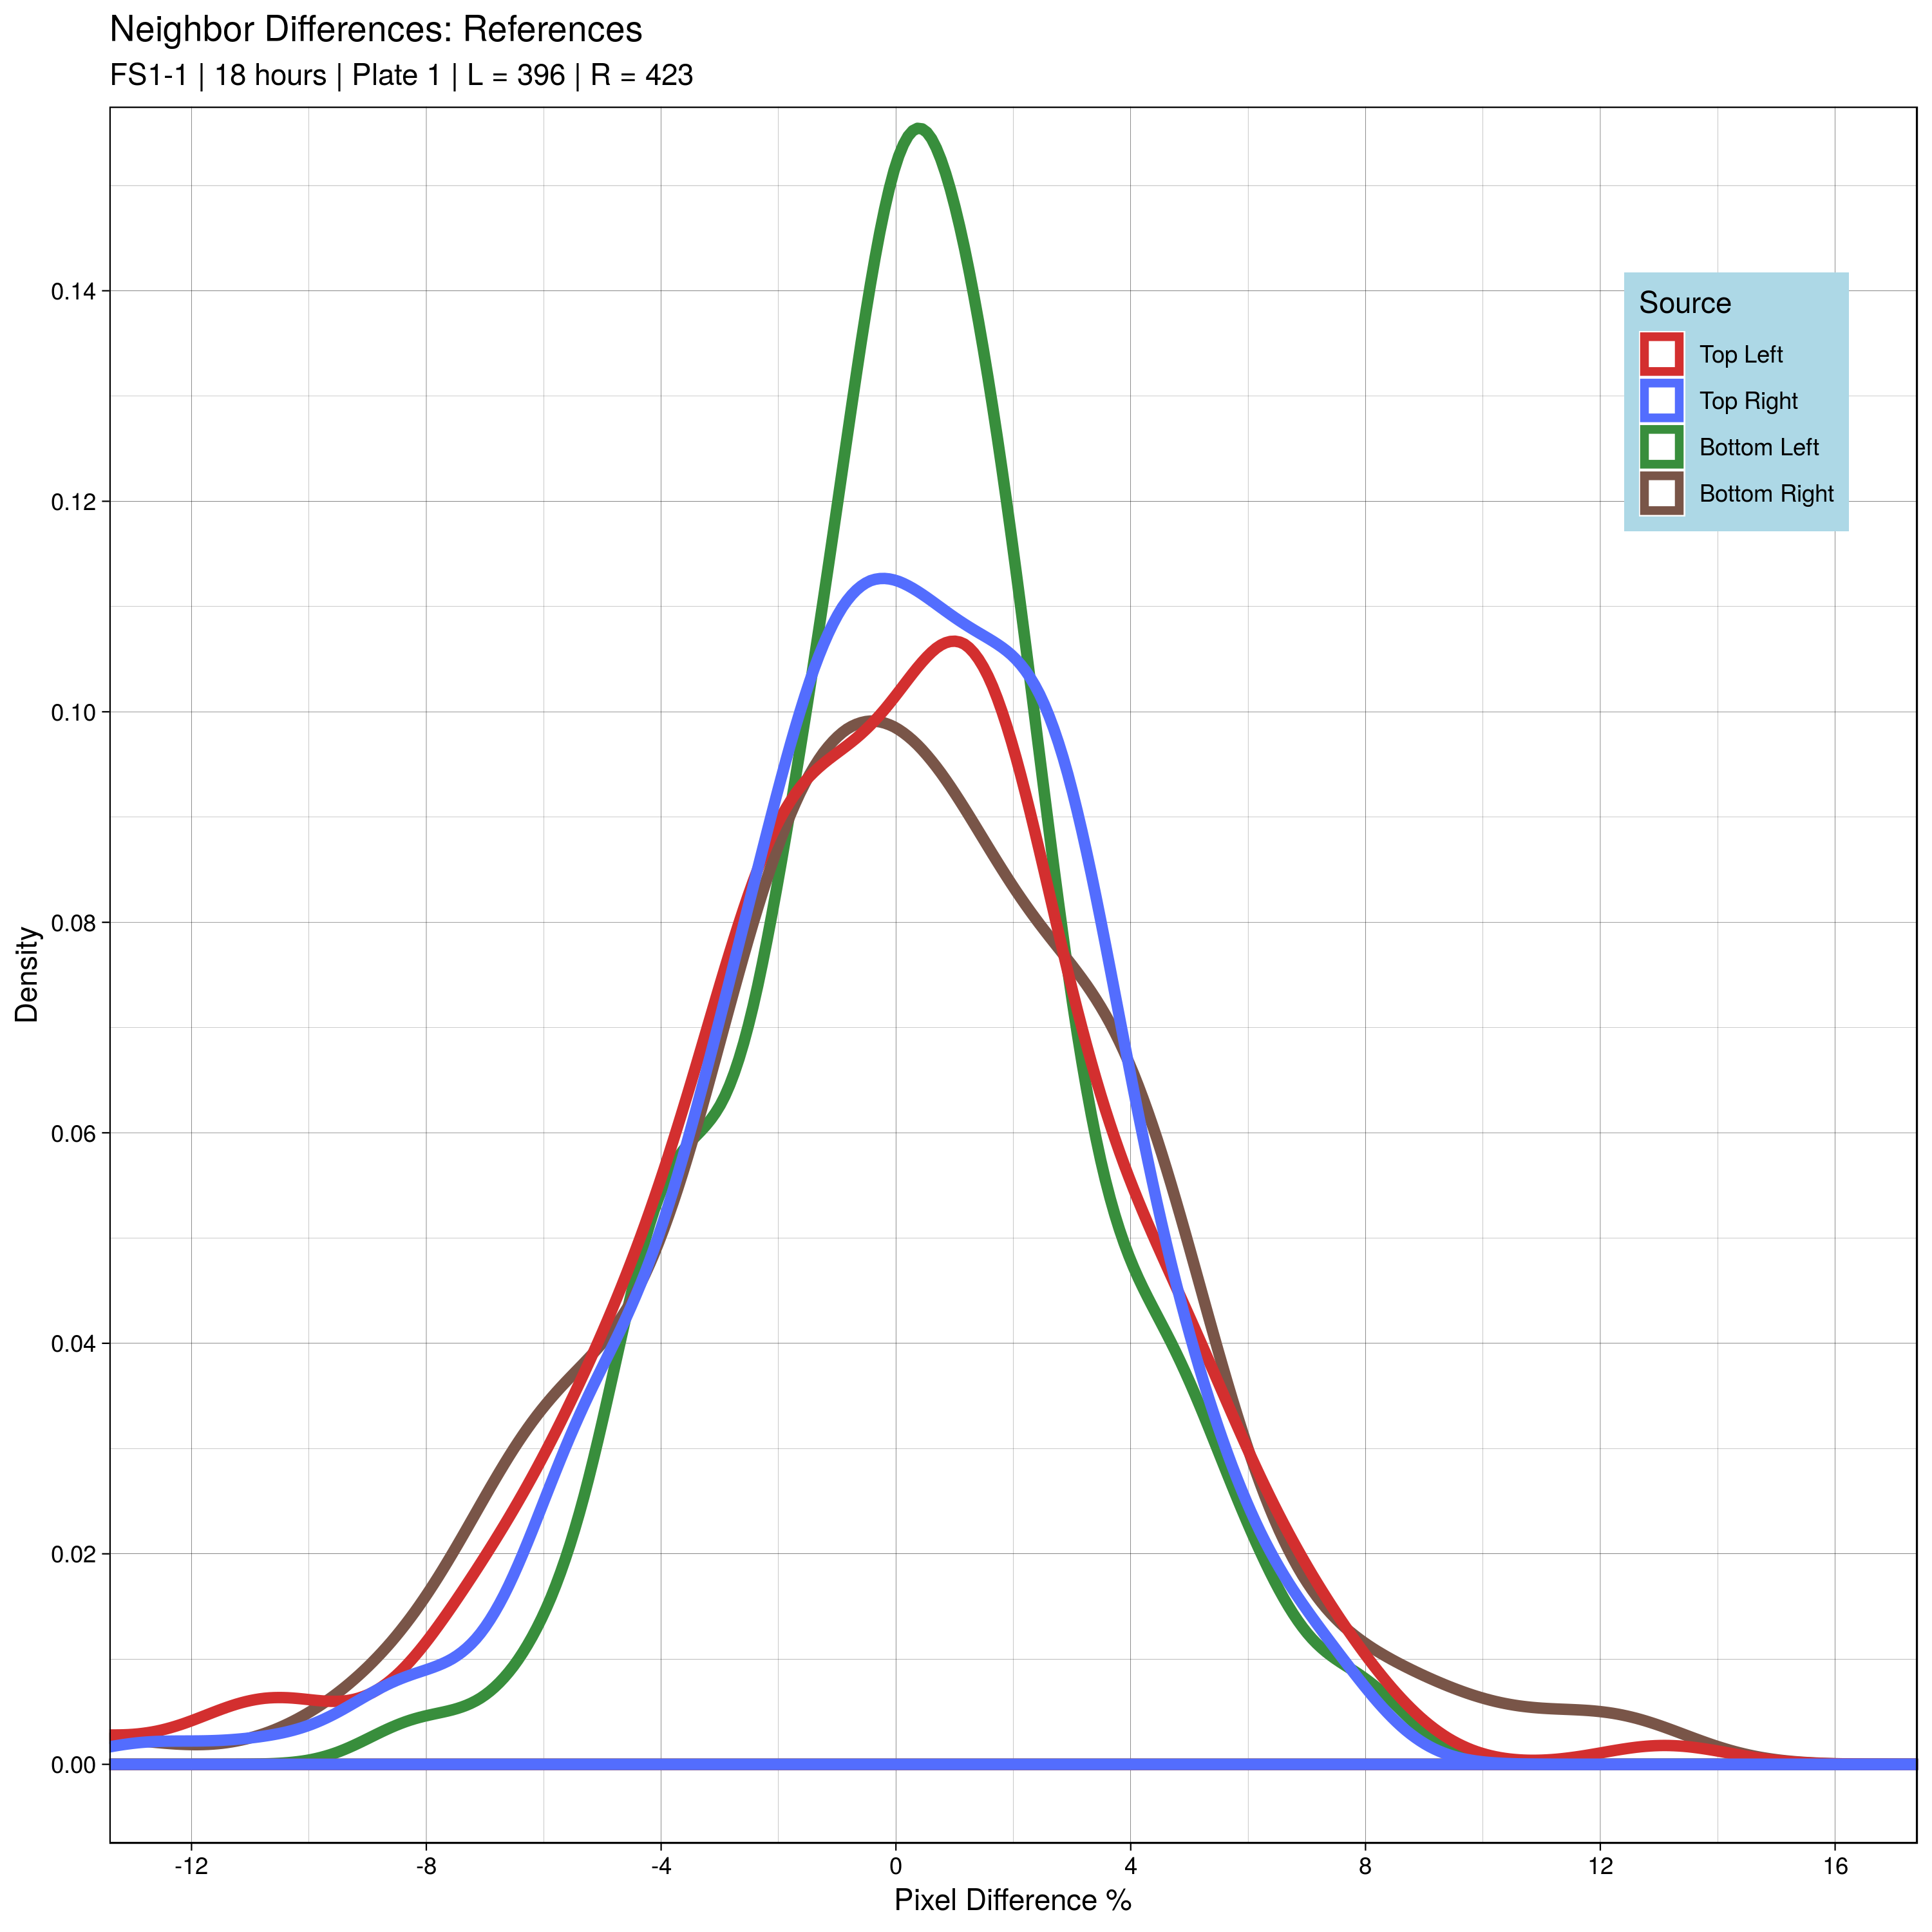 Neighbor Differences: References
FS1-1 | 18 hours | Plate 1 | L = 396 | R = 423
Source
Top Left
Top Right
Bottom Left
Bottom Right
Density
0.14
0.12
0.10
0.08
0.06
0.04
0.02
0.00
-12 -8 -4 0 4 8 12 16
Pixel Difference %